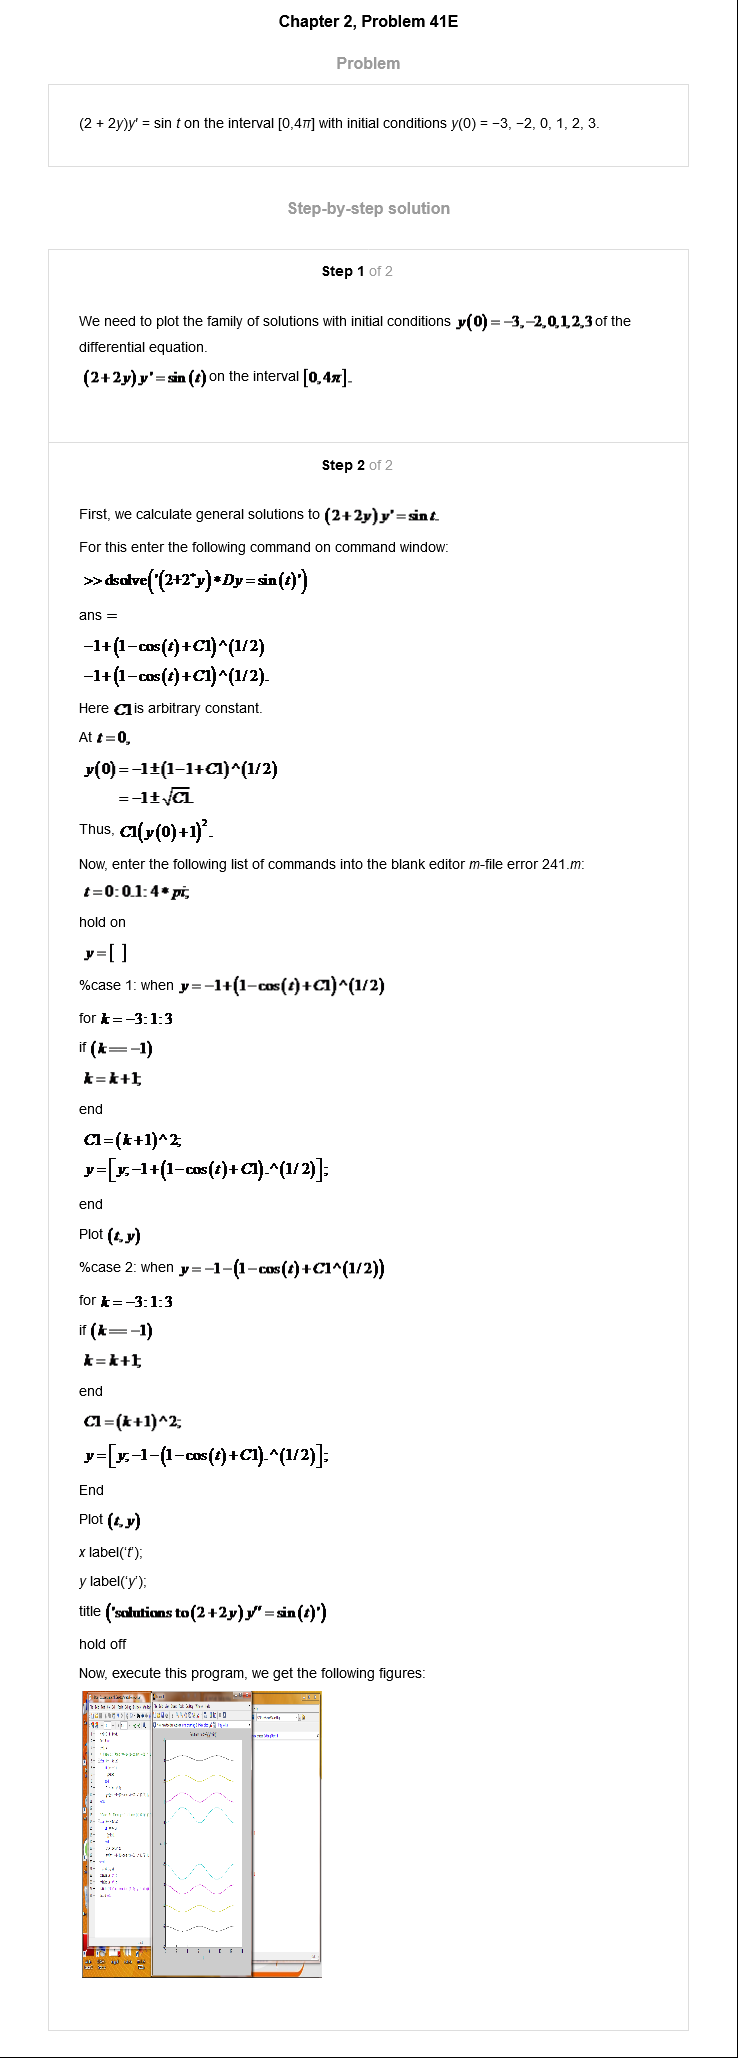 Chapter 2, Problem 41E
Problem
(2 + 2y)y' = sin t on the interval [0,4π] with initial conditions y(0) = −3, −2, 0, 1, 2, 3.
Step-by-step solution
Step 1 of 2
We need to plot the family of solutions with initial conditions y(0) = −3,−2,0,1,2,3 of the
differential equation.
(2+2y)y' = sin(t) on the interval [0,4π].
Step 2 of 2
First, we calculate general solutions to (2+2y)y' = sin t.
For this enter the following command on command window:
>> dsolve('(2+2*y)*Dy = sin(t)')
ans =
−1+(1−cos(t)+C1)^(1/2)
−1+(1−cos(t)+C1)^(1/2).
Here C1 is arbitrary constant.
At t = 0,
y(0) = −1±(1−1+C1)^(1/2)
= −1±√C1
Thus, C1(y(0)+1)².
Now, enter the following list of commands into the blank editor m-file error 241.m:
t = 0:0.1:4*pi;
hold on
y = [ ]
%case 1: when y = −1+(1−cos(t)+C1)^(1/2)
for k = −3:1:3
if (k == −1)
k = k+1;
end
C1 = (k+1)^2;
y = [y;−1+(1−cos(t)+C1).^(1/2)];
end
Plot (t,y)
%case 2: when y = −1−(1−cos(t)+C1^(1/2))
for k = −3:1:3
if (k == −1)
k = k+1;
end
C1 = (k+1)^2;
y = [y;−1−(1−cos(t)+C1).^(1/2)];
End
Plot (t,y)
x label('t');
y label('y');
title ('solutions to (2+2y)y'' = sin(t)')
hold off
Now, execute this program, we get the following figures: